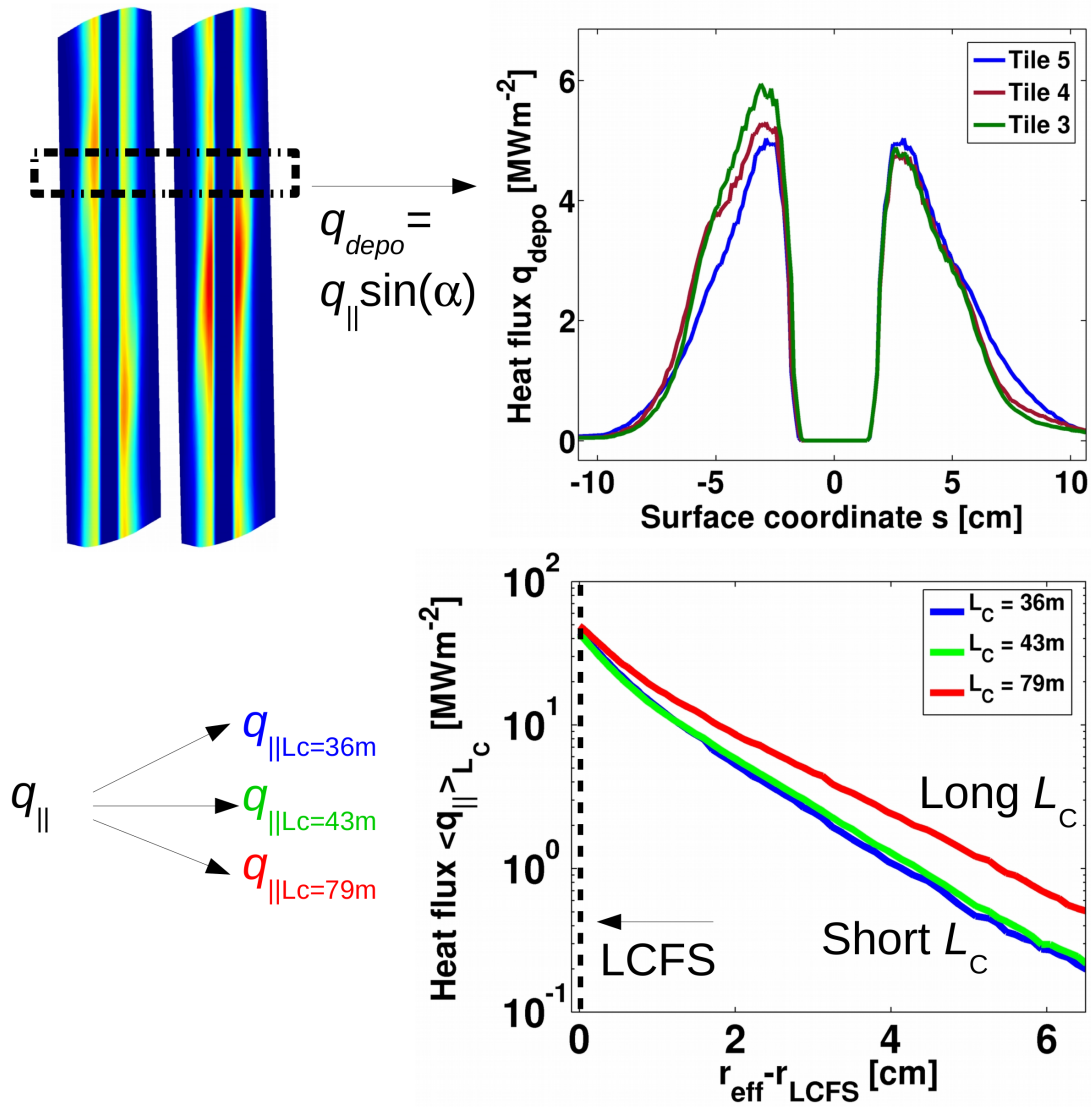 q_depo =
q_|| sin(α)
Heat flux q_depo [MWm^-2]
6
4
2
0
-10 -5 0 5 10
Surface coordinate s [cm]
Tile 5
Tile 4
Tile 3
q_||
q_||Lc=36m
q_||Lc=43m
q_||Lc=79m
Heat flux <q_||>_L_C [MWm^-2]
10^2
10^1
10^0
10^-1
0 2 4 6
r_eff-r_LCFS [cm]
L_C = 36m
L_C = 43m
L_C = 79m
Long L_C
Short L_C
LCFS